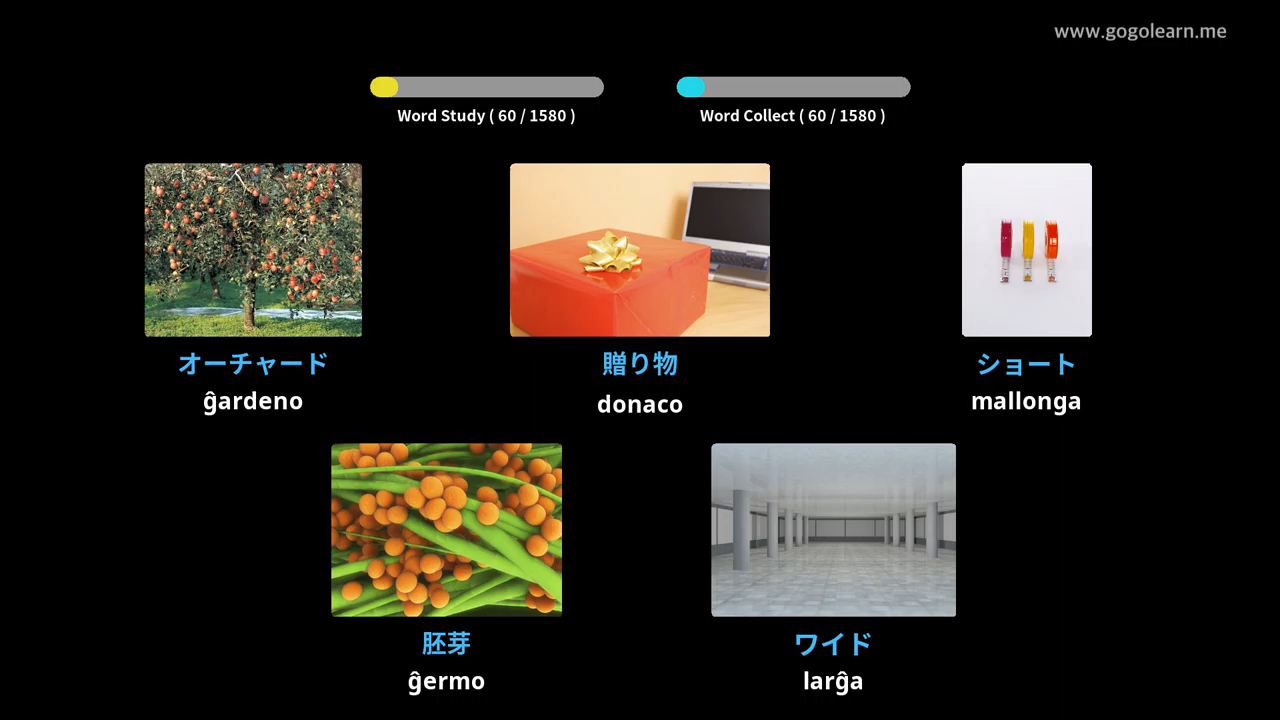 www.gogolearn.me
Word Study ( 60 / 1580 )
Word Collect ( 60 / 1580 )
オーチャード
ĝardeno
贈り物
donaco
ショート
mallonga
胚芽
ĝermo
ワイド
larĝa